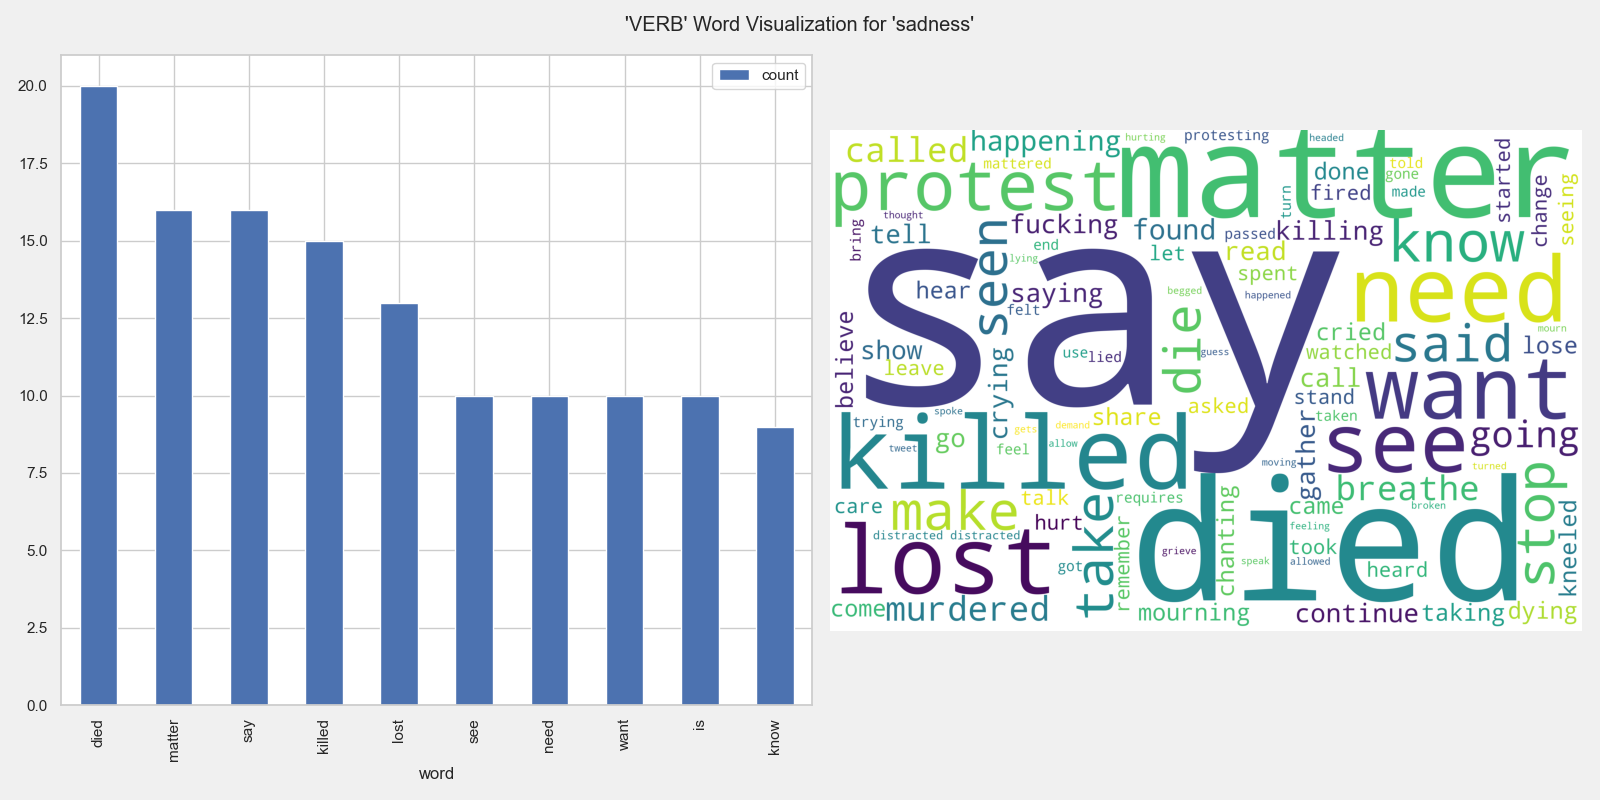 'VERB' Word Visualization for 'sadness'
count
20.0
17.5
15.0
12.5
10.0
7.5
5.0
2.5
0.0
died
matter
say
killed
lost
see
need
want
is
know
word
called
happening
hurting
protesting
headed
matter
mattered
protest
done
told
gone
fired
made
started
change
seeing
turn
thought
bring
tell
fucking
seen
end
lying
found
passed
killing
let
read
spent
know
say
hear
saying
felt
begged
happened
need
believe
show
leave
crying
use
lied
die
guess
cried
watched
said
mourn
lose
call
stand
want
taken
trying
spoke
tweet
go
gets
demand
feel
allow
share
asked
killed
gather
see
going
moving
turned
care
make
talk
requires
breathe
came
broken
stop
kneeled
hurt
distracted
distracted
lost
got
take
remember
died
grieve
chanting
speak
feeling
took
allowed
heard
come
murdered
mourning
continue
taking
dying